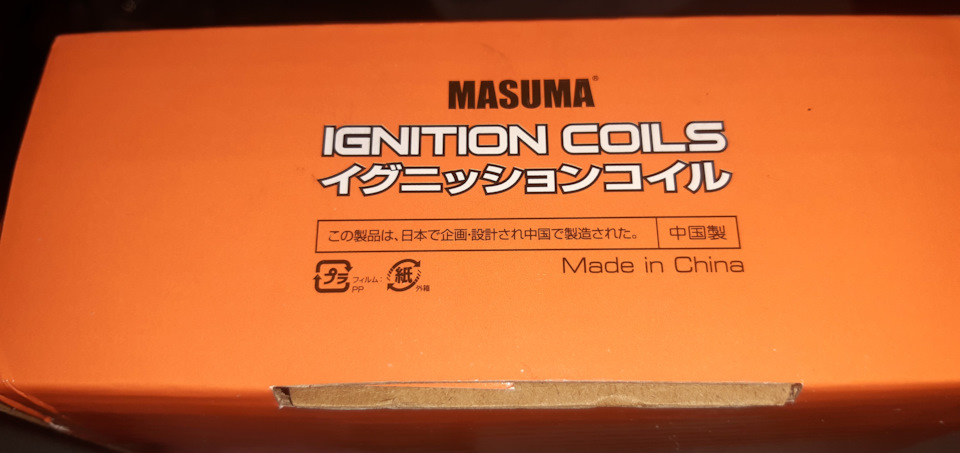 MASUMA®
IGNITION COILS
イグニッションコイル
この製品は、日本で企画・設計され中国で製造された。 中国製
Made in China
プラ フィルム： PP 紙 外箱